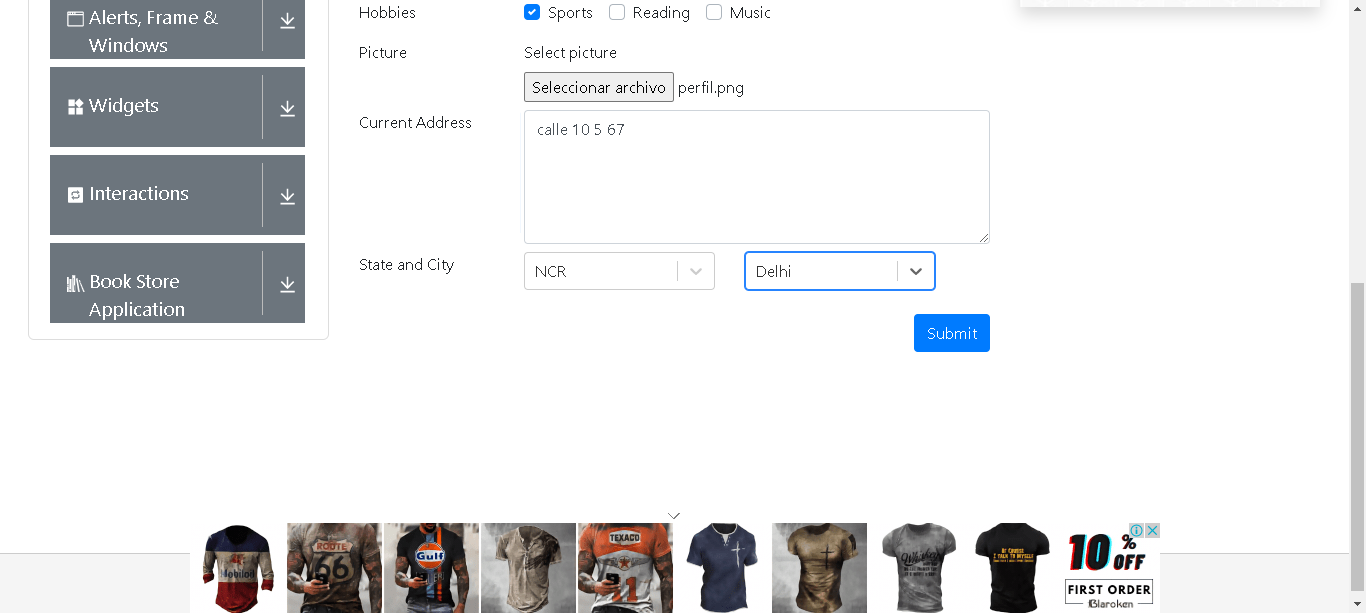 Alerts, Frame &
Windows
Widgets
Interactions
Book Store
Application
Hobbies
Sports
Reading
Music
Picture
Select picture
Seleccionar archivo perfil.png
Current Address
calle 10 5 67
State and City
NCR
Delhi
Submit
ROUTE
66
Gulf
TEXACO
10% OFF
FIRST ORDER
Blaroken